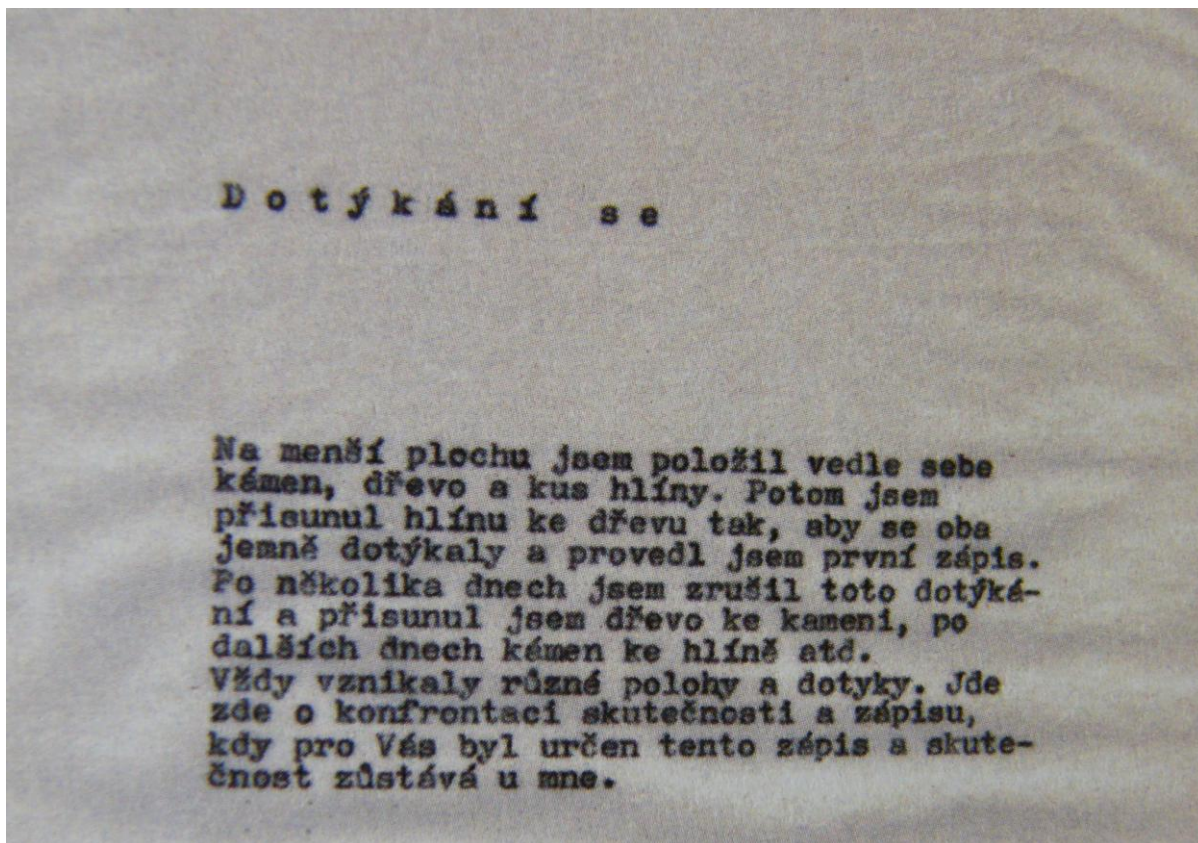 Dotýkání se
Na menší plochu jsem položil vedle sebe
kámen, dřevo a kus hlíny. Potom jsem
přisunul hlínu ke dřevu tak, aby se oba
jemně dotýkaly a provedl jsem první zápis.
Po několika dnech jsem zrušil toto dotýká-
ní a přisunul jsem dřevo ke kameni, po
dalších dnech kámen ke hlíně atd.
Vždy vznikaly různé polohy a dotyky. Jde
zde o konfrontaci skutečnosti a zápisu,
kdy pro Vás byl určen tento zápis a skute-
čnost zůstává u mne.